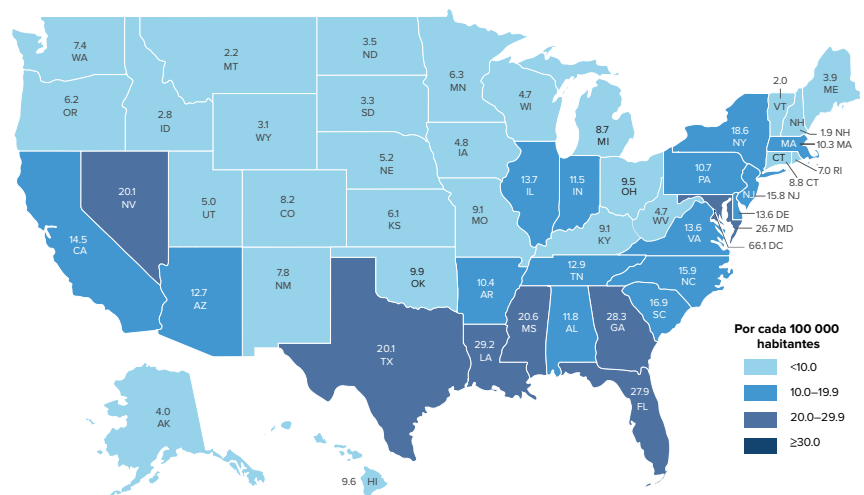 7.4
WA
6.2
OR
2.8
ID
2.2
MT
3.5
ND
3.3
SD
3.1
WY
6.3
MN
4.7
WI
8.7
MI
4.8
IA
5.2
NE
20.1
NV
14.5
CA
5.0
UT
8.2
CO
6.1
KS
9.1
MO
13.7
IL
11.5
IN
9.5
OH
9.1
KY
4.7
WV
12.7
AZ
7.8
NM
9.9
OK
10.4
AR
12.9
TN
13.6
VA
15.9
NC
16.9
SC
20.1
TX
29.2
LA
20.6
MS
11.8
AL
28.3
GA
27.9
FL
4.0
AK
9.6 HI
18.6
NY
10.7
PA
2.0
VT
3.9
ME
NH
1.9 NH
MA
10.3 MA
CT
7.0 RI
8.8 CT
NJ
15.8 NJ
13.6 DE
26.7 MD
66.1 DC
Por cada 100 000
habitantes
<10.0
10.0–19.9
20.0–29.9
≥30.0